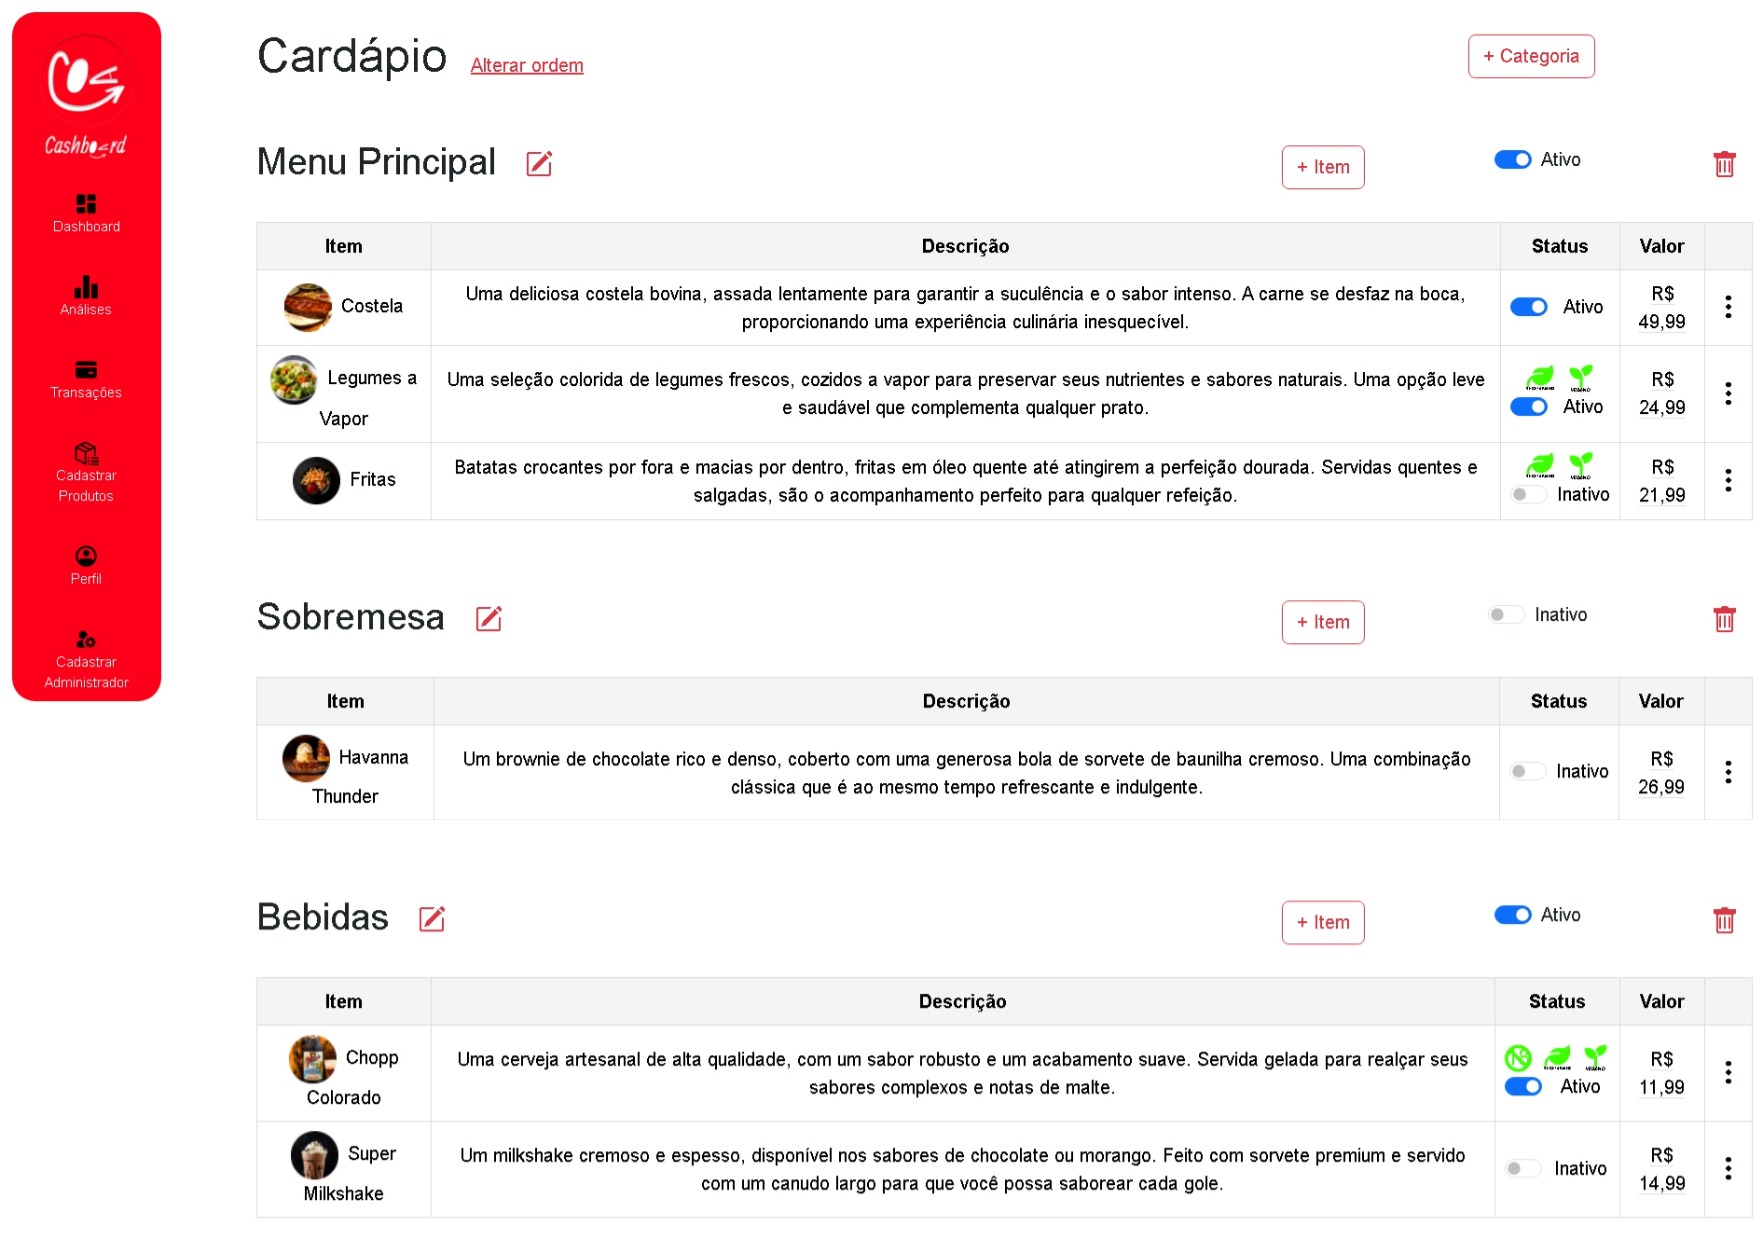 Cashboard
Dashboard
Análises
Transações
Cadastrar
Produtos
Perfil
Cadastrar
Administrador
Cardápio Alterar ordem + Categoria
Menu Principal + Item Ativo
Item Descrição Status Valor
Costela Uma deliciosa costela bovina, assada lentamente para garantir a suculência e o sabor intenso. A carne se desfaz na boca,
proporcionando uma experiência culinária inesquecível. Ativo R$
49,99
Legumes a
Vapor Uma seleção colorida de legumes frescos, cozidos a vapor para preservar seus nutrientes e sabores naturais. Uma opção leve
e saudável que complementa qualquer prato. VEGANO Ativo R$
24,99
Fritas Batatas crocantes por fora e macias por dentro, fritas em óleo quente até atingirem a perfeição dourada. Servidas quentes e
salgadas, são o acompanhamento perfeito para qualquer refeição. VEGANO Inativo R$
21,99
Sobremesa + Item Inativo
Item Descrição Status Valor
Havanna
Thunder Um brownie de chocolate rico e denso, coberto com uma generosa bola de sorvete de baunilha cremoso. Uma combinação
clássica que é ao mesmo tempo refrescante e indulgente. Inativo R$
26,99
Bebidas + Item Ativo
Item Descrição Status Valor
Chopp
Colorado Uma cerveja artesanal de alta qualidade, com um sabor robusto e um acabamento suave. Servida gelada para realçar seus
sabores complexos e notas de malte. VEGANO Ativo R$
11,99
Super
Milkshake Um milkshake cremoso e espesso, disponível nos sabores de chocolate ou morango. Feito com sorvete premium e servido
com um canudo largo para que você possa saborear cada gole. Inativo R$
14,99